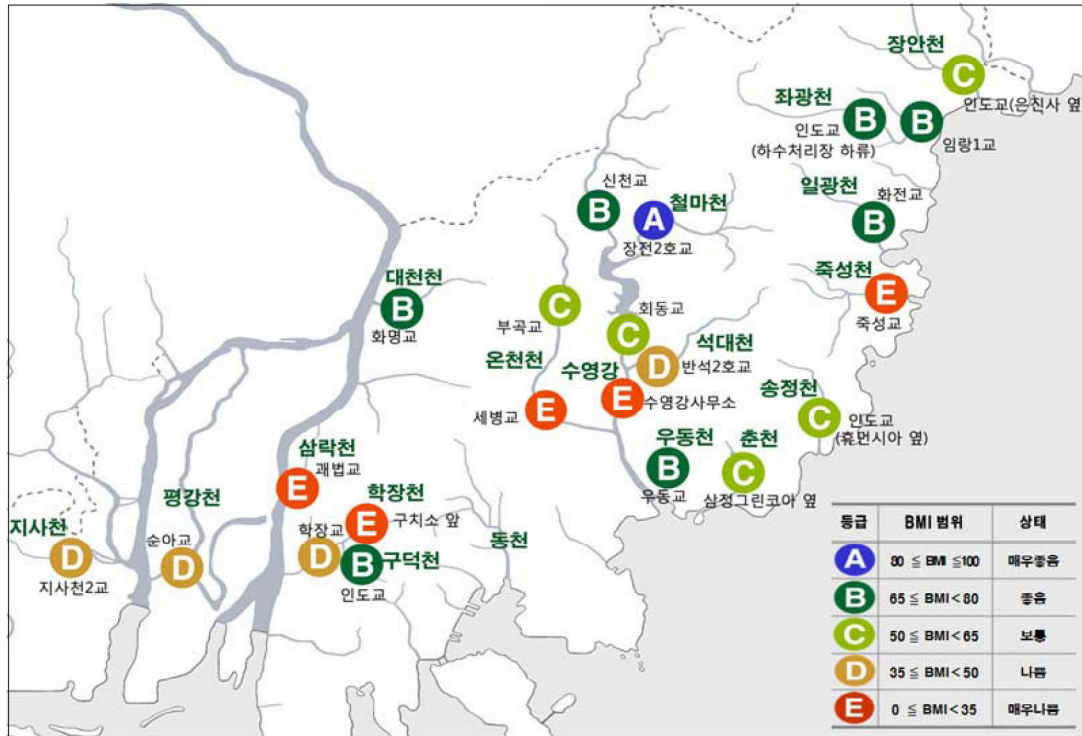 장안천
C
인도교(은진사 옆)
좌광천
B
B
인도교
(하수처리장 하류)
임랑1교
신천교
B
철마천
A
장전2호교
일광천
화전교
B
대천천
B
화명교
죽성천
E
죽성교
부곡교
C
회동교
C
석대천
D
반석2호교
온천천
수영강
E
수영강사무소
세병교
E
송정천
C
인도교
(휴먼시아 옆)
우동천
B
우동교
춘천
C
삼정그린코아 옆
삼락천
괘법교
E
학장천
E
구치소 앞
학장교
D
B
구덕천
인도교
동천
평강천
순아교
D
지사천
D
지사천2교
등급 BMI 범위 상태
A 80 ≦ BMI ≦100 매우좋음
B 65 ≦ BMI<80 좋음
C 50 ≦ BMI<65 보통
D 35 ≦ BMI<50 나쁨
E 0 ≦ BMI<35 매우나쁨